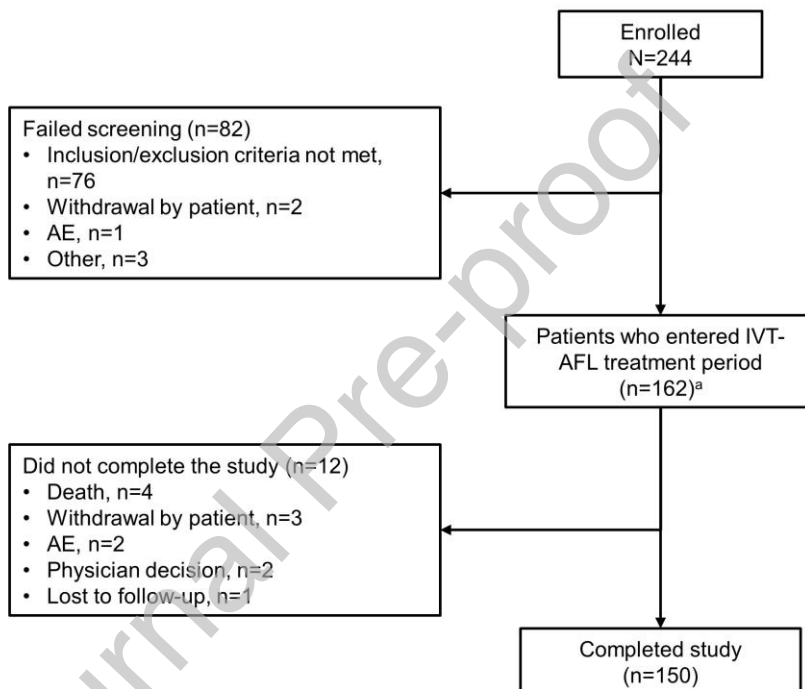 Enrolled
N=244
Failed screening (n=82)
• Inclusion/exclusion criteria not met,
n=76
• Withdrawal by patient, n=2
• AE, n=1
• Other, n=3
Patients who entered IVT-
AFL treatment period
(n=162)ᵃ
Did not complete the study (n=12)
• Death, n=4
• Withdrawal by patient, n=3
• AE, n=2
• Physician decision, n=2
• Lost to follow-up, n=1
Completed study
(n=150)
urnal Pre-proof